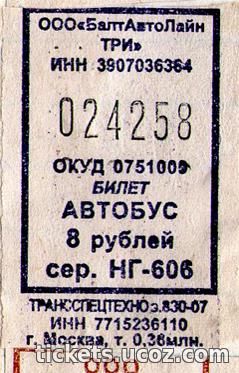 ООО«БалтАвтоЛайн
ТРИ»
ИНН 3907036364
024258
ОКУД 0751009
БИЛЕТ
АВТОБУС
8 рублей
сер. НГ-606
ТРАНССПЕЦТЕХНО з.830-07
ИНН 7715236110
г. Москва, т. 0,36млн.
tickets.ucoz.com
ООО